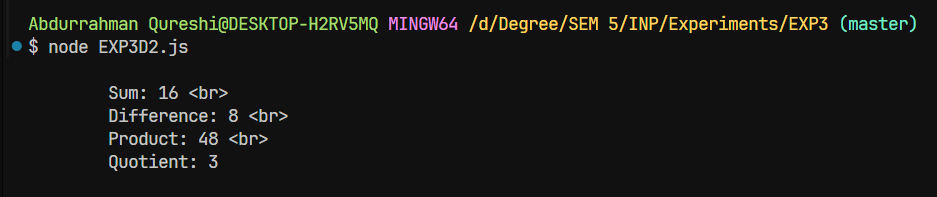 Abdurrahman Qureshi@DESKTOP-H2RV5MQ MINGW64 /d/Degree/SEM 5/INP/Experiments/EXP3 (master)
$ node EXP3D2.js
Sum: 16 <br>
Difference: 8 <br>
Product: 48 <br>
Quotient: 3